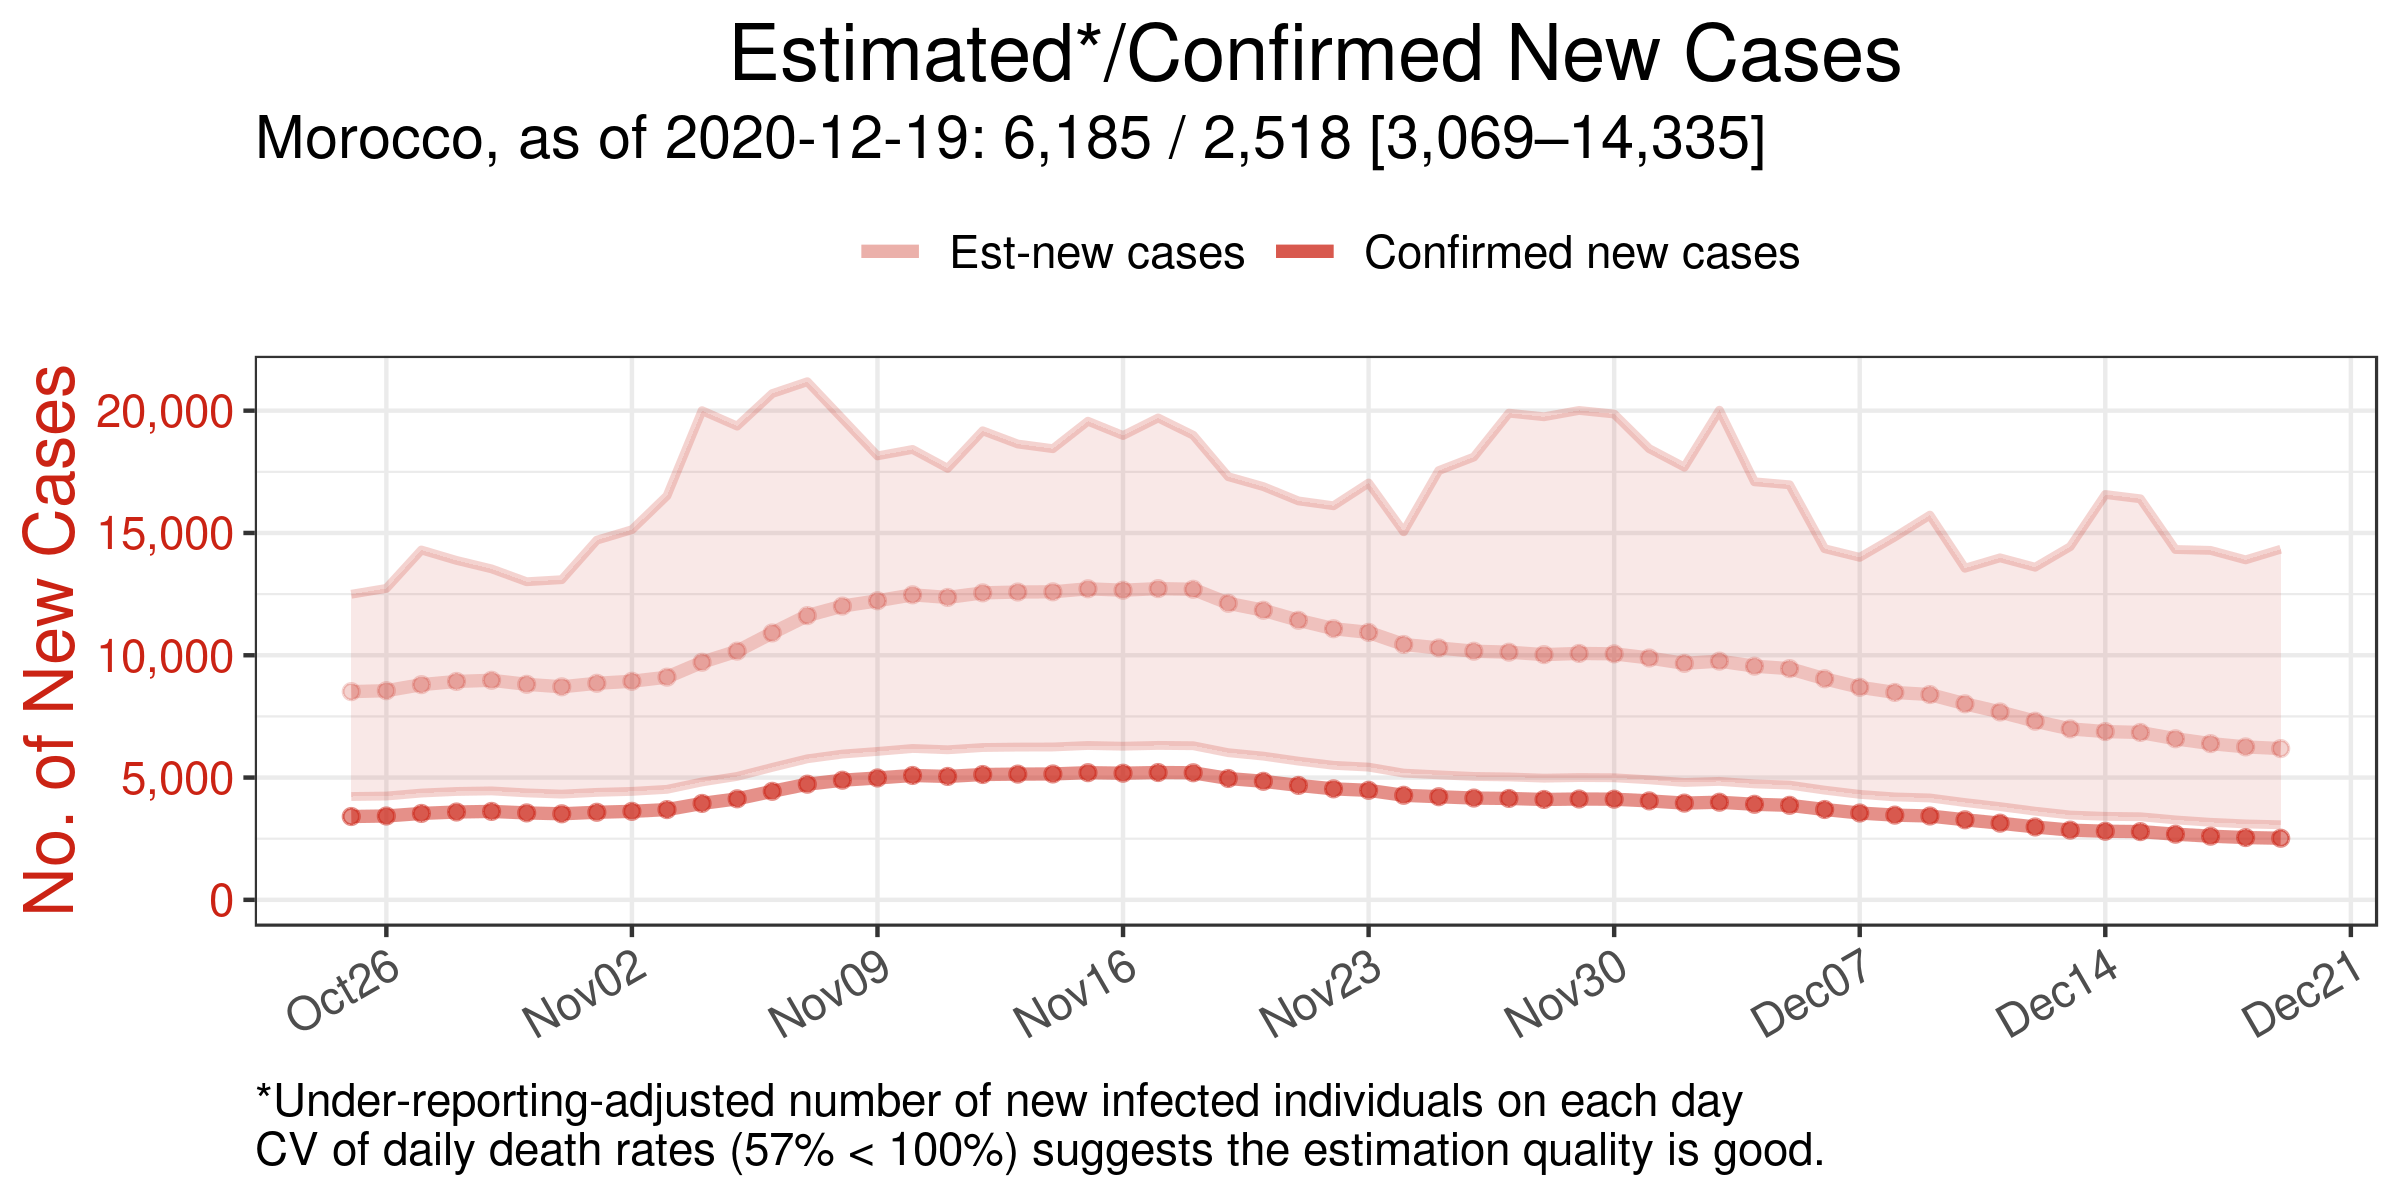 Estimated*/Confirmed New Cases
Morocco, as of 2020-12-19: 6,185 / 2,518 [3,069–14,335]
Est-new cases
Confirmed new cases
No. of New Cases
20,000
15,000
10,000
5,000
0
Oct26
Nov02
Nov09
Nov16
Nov23
Nov30
Dec07
Dec14
Dec21
*Under-reporting-adjusted number of new infected individuals on each day
CV of daily death rates (57% < 100%) suggests the estimation quality is good.